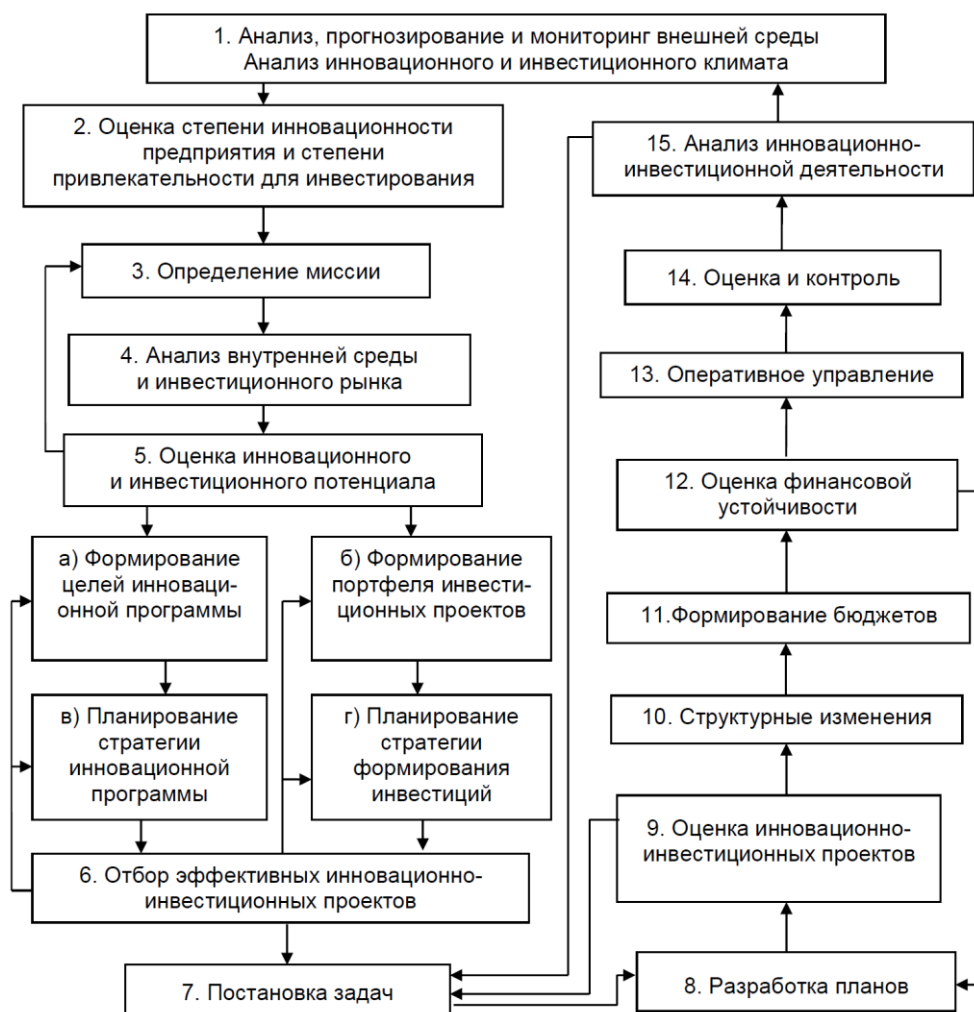 1. Анализ, прогнозирование и мониторинг внешней среды
Анализ инновационного и инвестиционного климата
2. Оценка степени инновационности
предприятия и степени
привлекательности для инвестирования
3. Определение миссии
4. Анализ внутренней среды
и инвестиционного рынка
5. Оценка инновационного
и инвестиционного потенциала
а) Формирование
целей инноваци-
онной программы
б) Формирование
портфеля инвести-
ционных проектов
в) Планирование
стратегии
инновационной
программы
г) Планирование
стратегии
формирования
инвестиций
6. Отбор эффективных инновационно-
инвестиционных проектов
7. Постановка задач
8. Разработка планов
9. Оценка инновационно-
инвестиционных проектов
10. Структурные изменения
11.Формирование бюджетов
12. Оценка финансовой
устойчивости
13. Оперативное управление
14. Оценка и контроль
15. Анализ инновационно-
инвестиционной деятельности